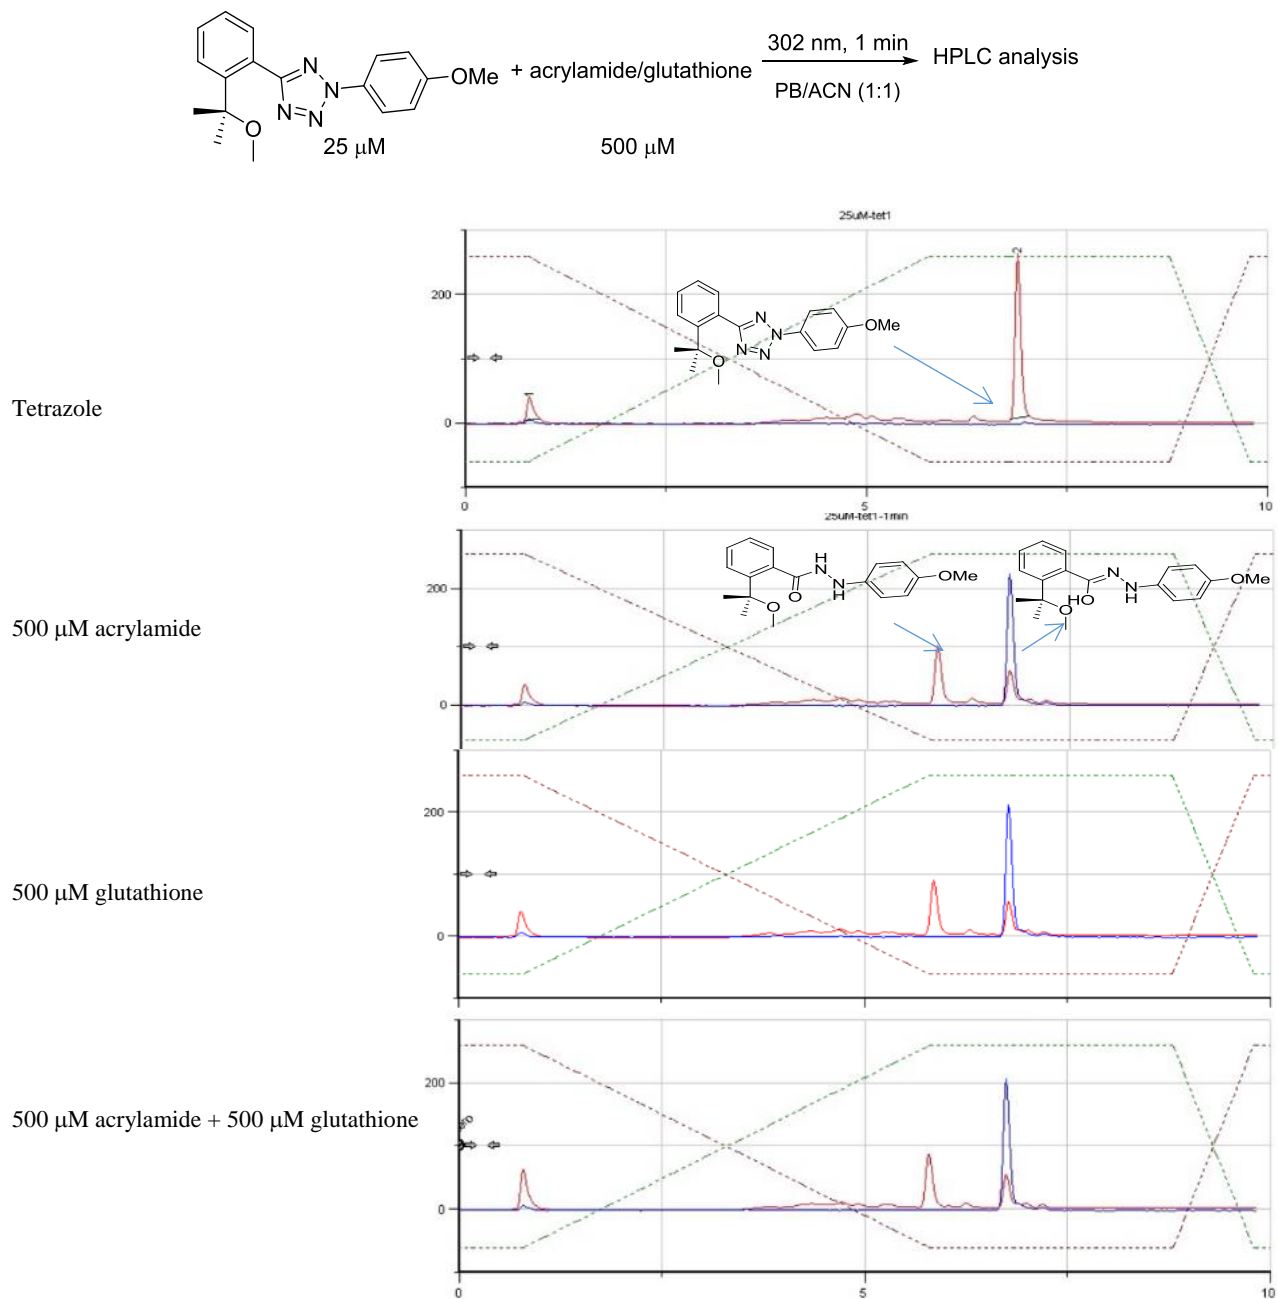 302 nm, 1 min
OMe + acrylamide/glutathione HPLC analysis
PB/ACN (1:1)
N
N
N=N
O
25 μM 500 μM
25uM-tet1
2
200
N
N OMe
N=N
O
1
Tetrazole
0
0 5 10
25uM-tet1-1min
H
N
N OMe
H
O
O
N
N OMe
H
HO
O
200
500 μM acrylamide
0
200
500 μM glutathione
0
200
500 μM acrylamide + 500 μM glutathione
0
0 5 10